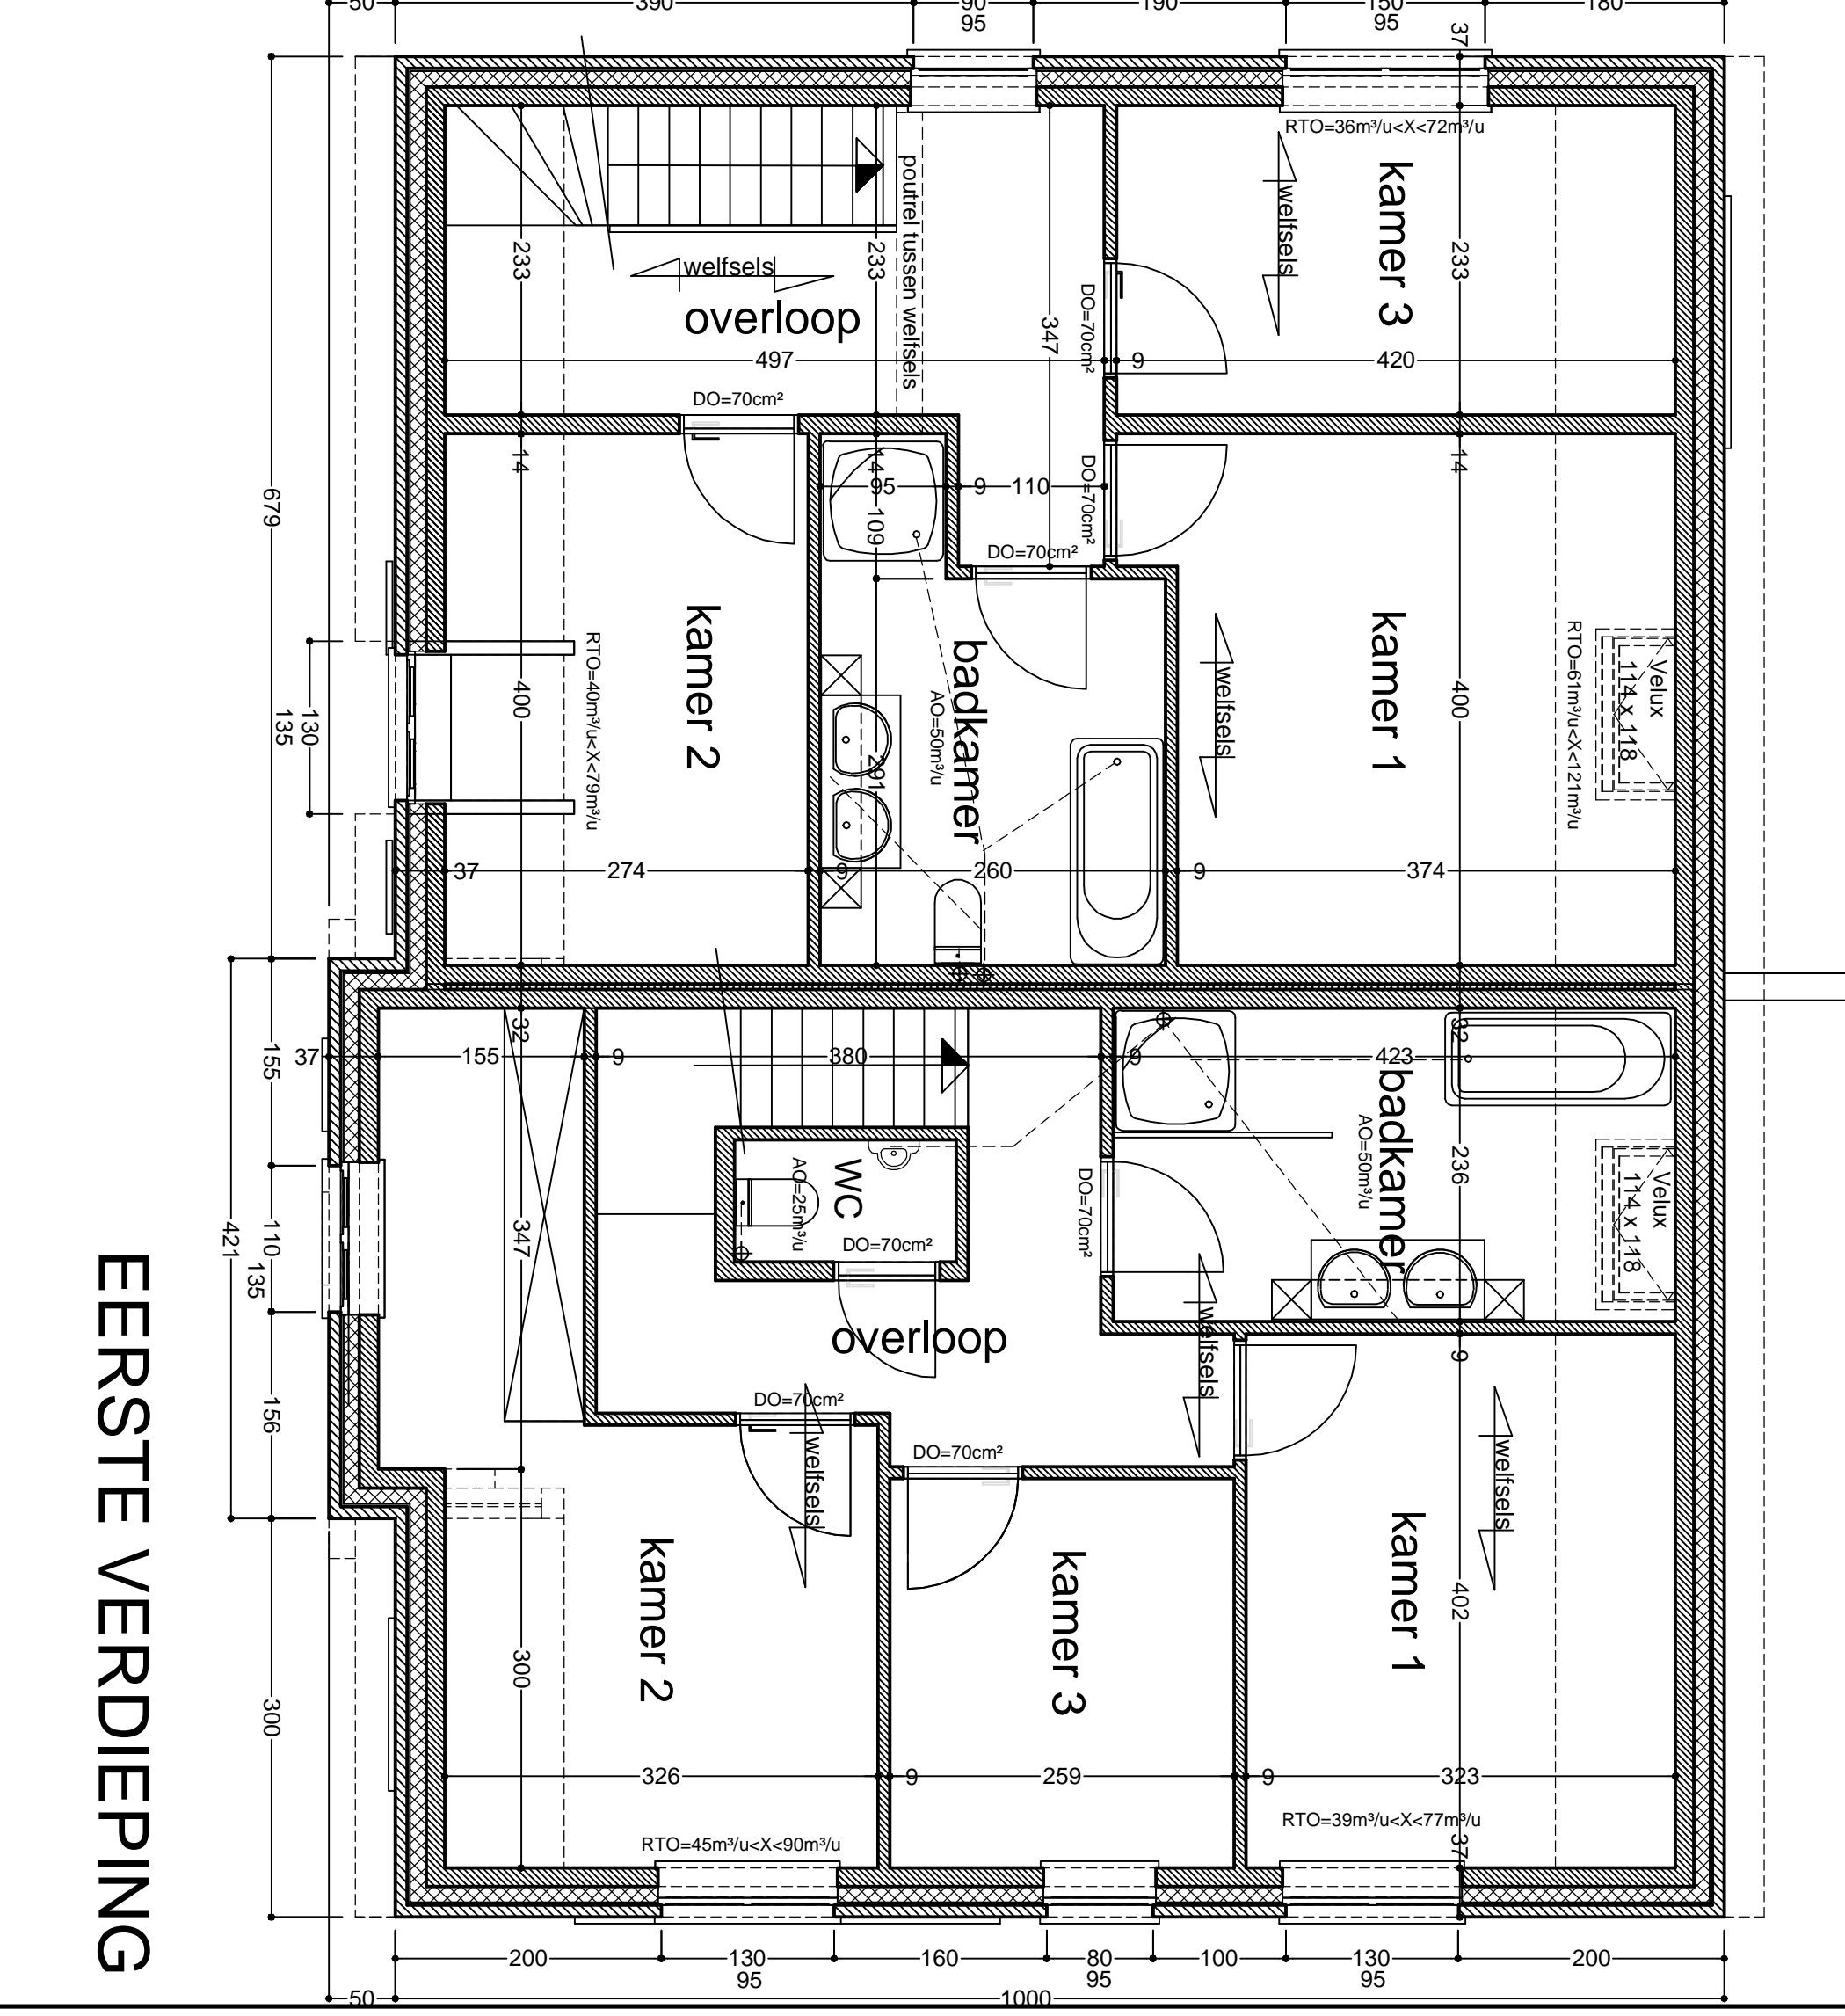 50 390 90 190 150 180
95 95
37
RTO=36m³/u<X<72m³/u
kamer 3
welfsels
233
poutrel tussen welfsels
233
233
welfsels
overloop
347
DO=70cm²
497 9 420
DO=70cm²
14
14
14
95 9 110
DO=70cm²
109
DO=70cm²
679
kamer 2
RTO=40m³/u<X<79m³/u
400
130
135
badkamer
AO=50m³/u
291
welfsels
kamer 1
400
RTO=61m³/u<X<121m³/u
Velux
114 x 118
37 274 9 260 9 374
32
32
37 155 9 380 9 423
155
badkamer
AO=50m³/u
236
Velux
114 x 118
WC
AO=25m³/u
DO=70cm²
DO=70cm²
347
421
110
135
overloop
welfsels
9
DO=70cm²
156
welfsels
DO=70cm²
welfsels
kamer 2
kamer 3
kamer 1
402
300
300
326 9 259 9 323
RTO=45m³/u<X<90m³/u
RTO=39m³/u<X<77m³/u
37
200 130 160 80 100 130 200
95 95 95
50 1000
EERSTE VERDIEPING